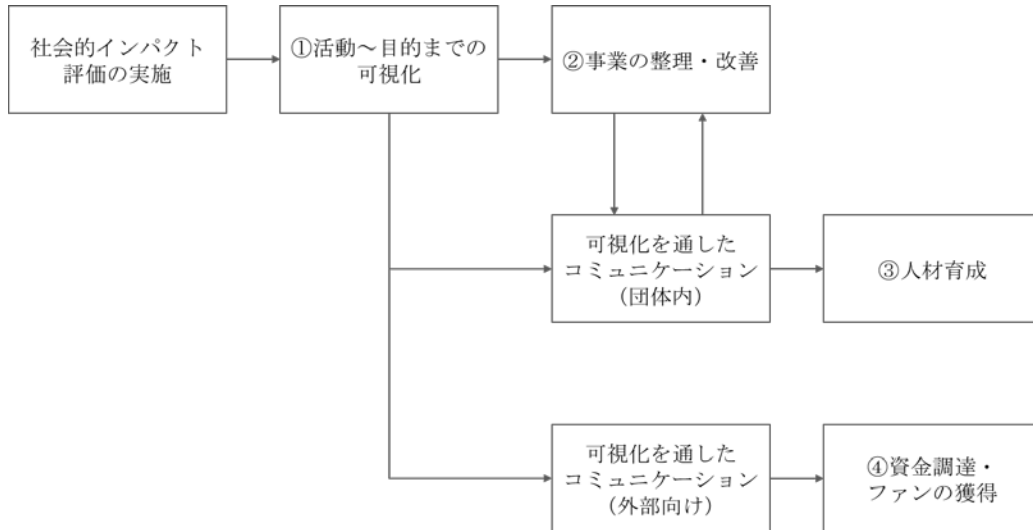 社会的インパクト
評価の実施
①活動～目的までの
可視化
②事業の整理・改善
可視化を通した
コミュニケーション
（団体内）
③人材育成
可視化を通した
コミュニケーション
（外部向け）
④資金調達・
ファンの獲得